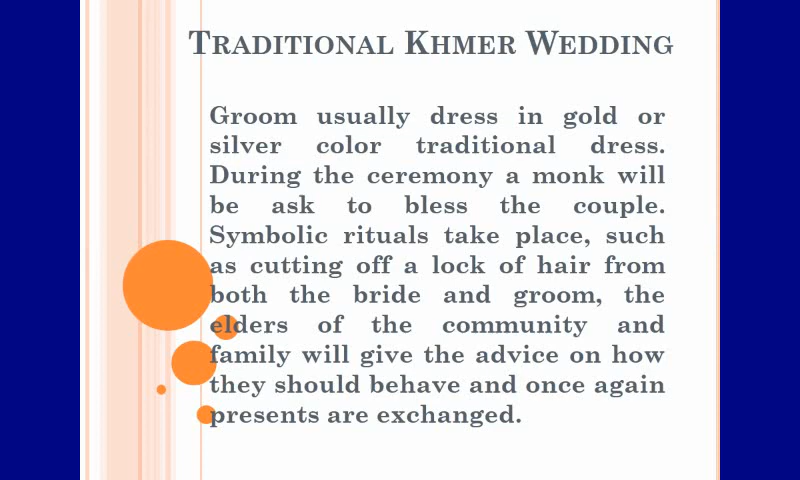 TRADITIONAL KHMER WEDDING
Groom usually dress in gold or
silver color traditional dress.
During the ceremony a monk will
be ask to bless the couple.
Symbolic rituals take place, such
as cutting off a lock of hair from
both the bride and groom, the
elders of the community and
family will give the advice on how
they should behave and once again
presents are exchanged.